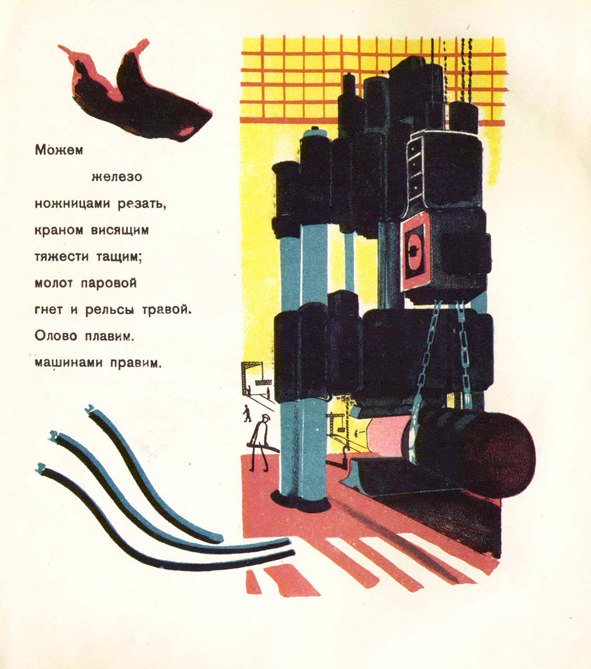 Можем
железо
ножницами резать,
краном висящим
тяжести тащим;
молот паровой
гнет и рельсы травой.
Олово плавим.
машинами правим.